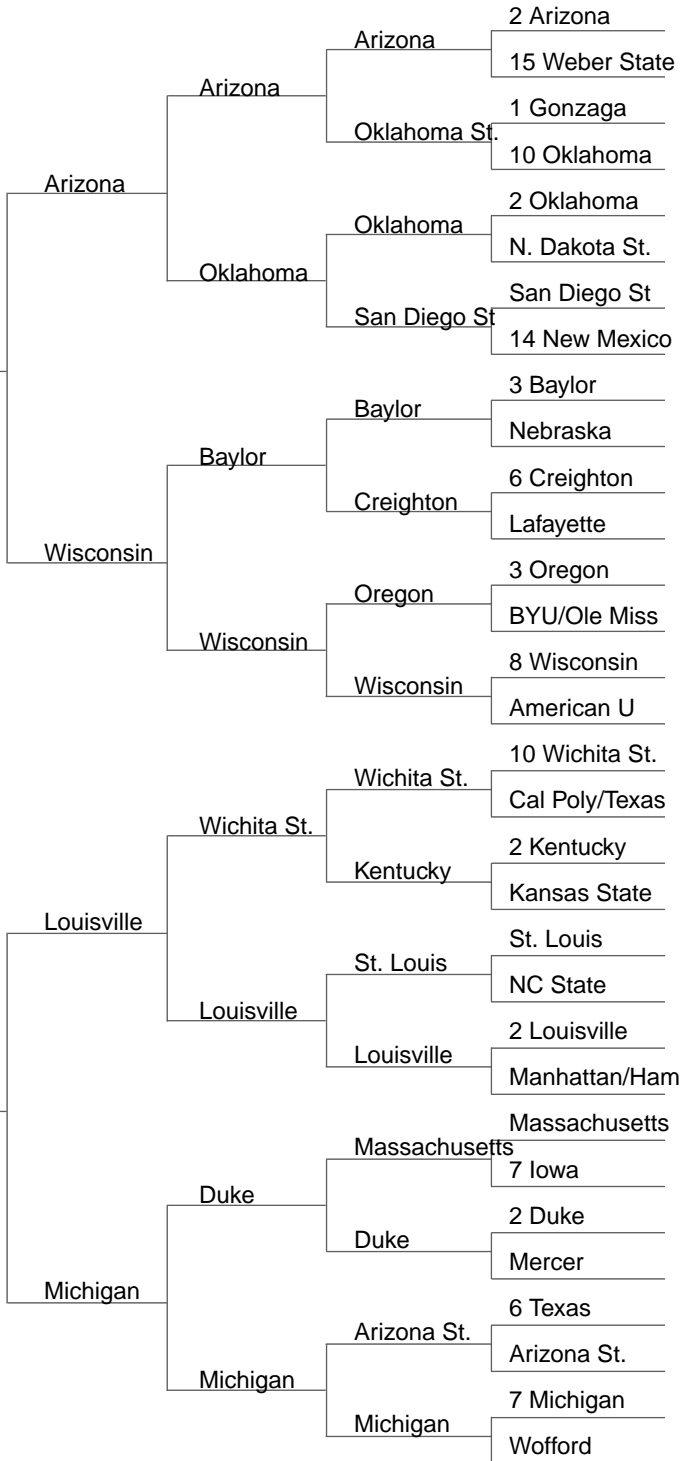 2 Arizona
Arizona
15 Weber State
Arizona
1 Gonzaga
Oklahoma St.
10 Oklahoma
Arizona
2 Oklahoma
Oklahoma
N. Dakota St.
Oklahoma
San Diego St
San Diego St
14 New Mexico
3 Baylor
Baylor
Nebraska
Baylor
6 Creighton
Creighton
Lafayette
Wisconsin
3 Oregon
Oregon
BYU/Ole Miss
Wisconsin
8 Wisconsin
Wisconsin
American U
10 Wichita St.
Wichita St.
Cal Poly/Texas
Wichita St.
2 Kentucky
Kentucky
Kansas State
Louisville
St. Louis
St. Louis
NC State
Louisville
2 Louisville
Louisville
Manhattan/Ham
Massachusetts
Massachusetts
7 Iowa
Duke
2 Duke
Duke
Mercer
Michigan
6 Texas
Arizona St.
Arizona St.
Michigan
7 Michigan
Michigan
Wofford